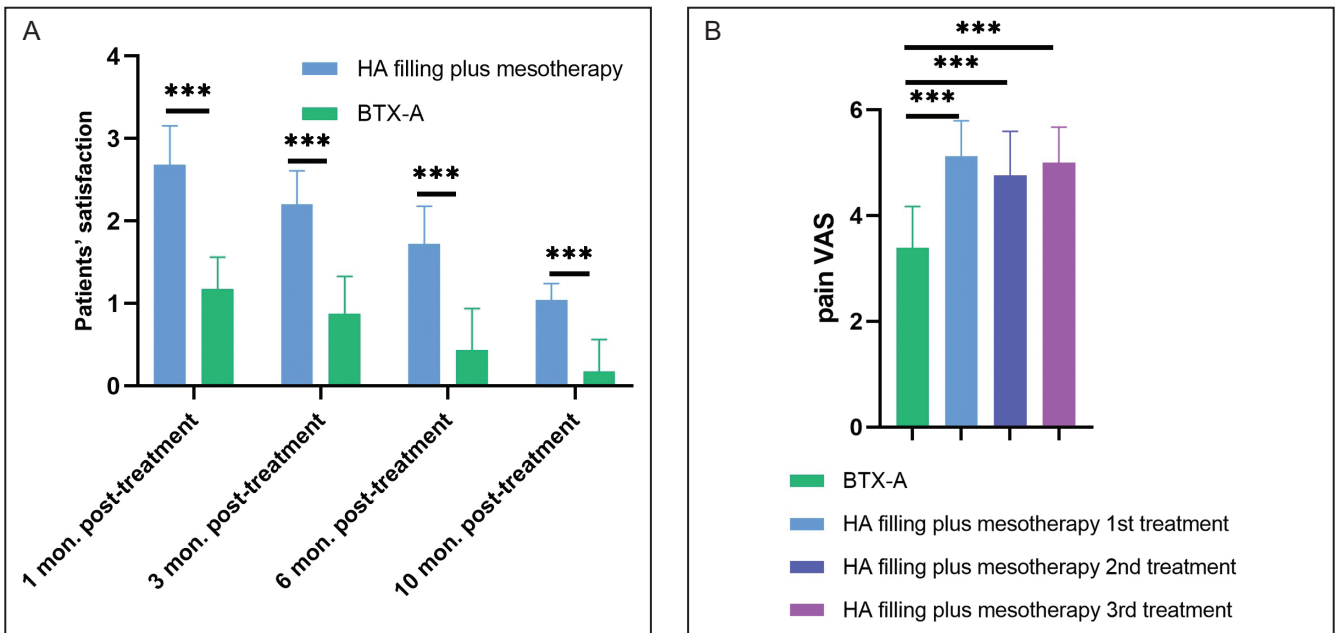 A
4
3
2
1
0
Patients’ satisfaction
HA filling plus mesotherapy
BTX-A
***
***
***
***
1 mon. post-treatment
3 mon. post-treatment
6 mon. post-treatment
10 mon. post-treatment
B
***
***
***
6
4
2
0
pain VAS
BTX-A
HA filling plus mesotherapy 1st treatment
HA filling plus mesotherapy 2nd treatment
HA filling plus mesotherapy 3rd treatment